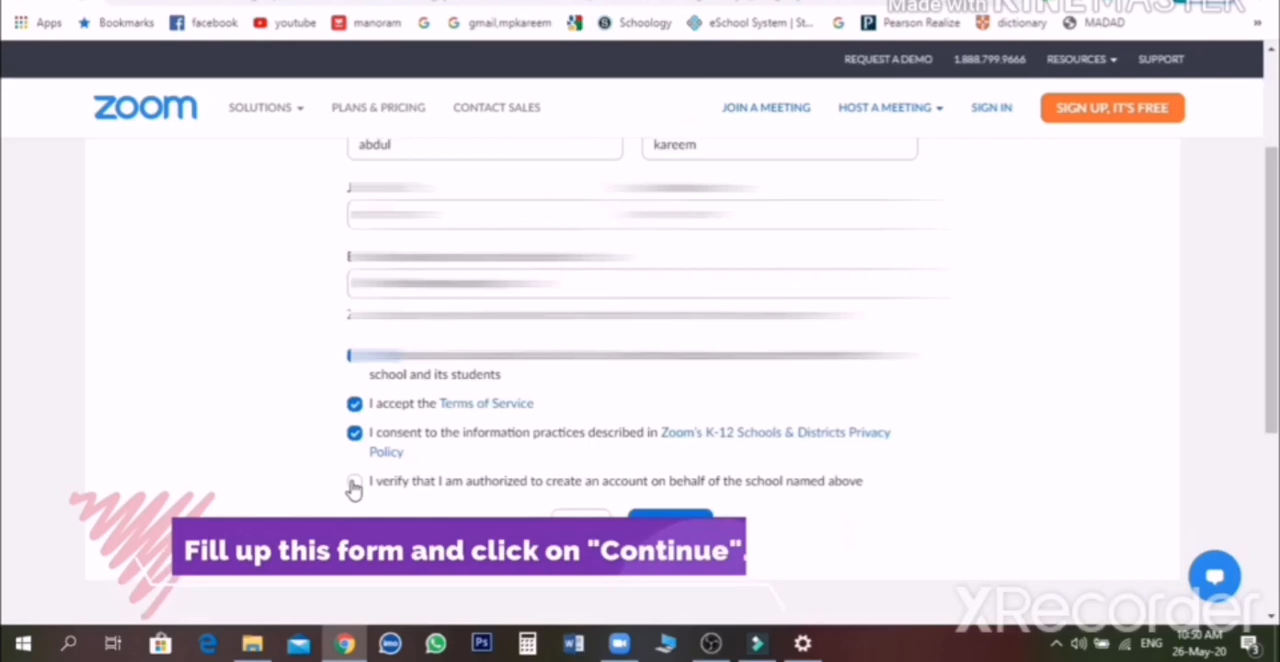 Made with KINEMASTER
Apps Bookmarks facebook youtube manoram gmail,mpkareem Schoology eSchool System | St... Pearson Realize dictionary MADAD »
REQUEST A DEMO 1.888.799.9666 RESOURCES SUPPORT
zoom SOLUTIONS PLANS & PRICING CONTACT SALES JOIN A MEETING HOST A MEETING SIGN IN SIGN UP, IT'S FREE
abdul kareem
school and its students
I accept the Terms of Service
I consent to the information practices described in Zoom's K-12 Schools & Districts Privacy
Policy
I verify that I am authorized to create an account on behalf of the school named above
Fill up this form and click on "Continue".
XRecorder
ENG 10:50 AM
26-May-20 3